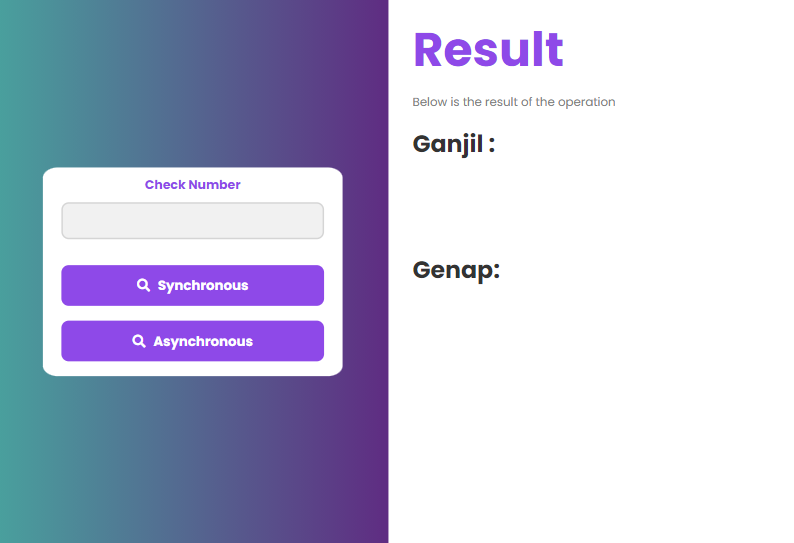 Check Number
Synchronous
Asynchronous
Result
Below is the result of the operation
Ganjil :
Genap: